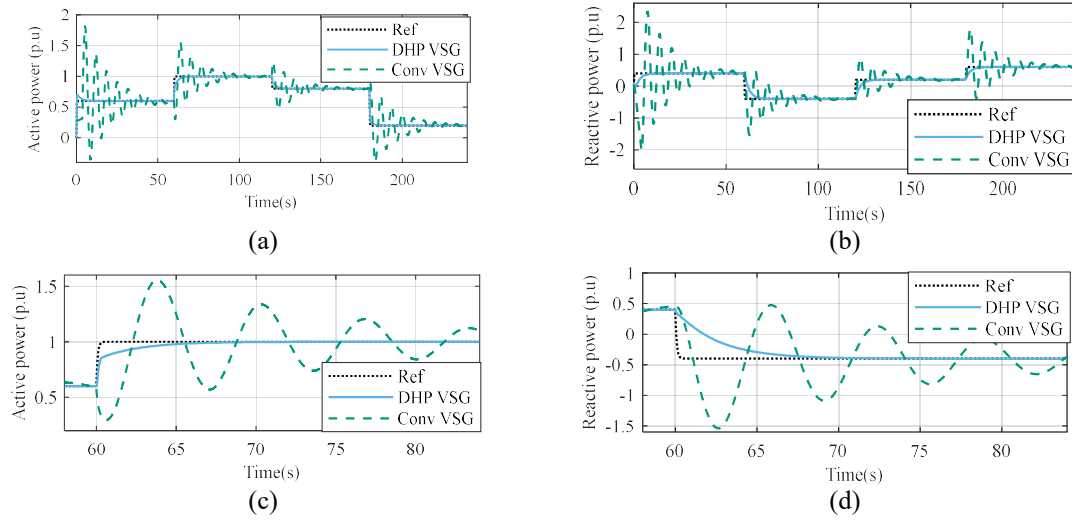 2
1.5
1
0.5
0
Active power (p.u)
Ref
DHP VSG
Conv VSG
0 50 100 150 200
Time(s)
(a)
2
1
0
-1
-2
Reactive power (p.u)
Ref
DHP VSG
Conv VSG
0 50 100 150 200
Time(s)
(b)
1.5
1
0.5
Active power (p.u)
Ref
DHP VSG
Conv VSG
60 65 70 75 80
Time(s)
(c)
1
0.5
0
-0.5
-1
-1.5
Reactive power (p.u)
Ref
DHP VSG
Conv VSG
60 65 70 75 80
Time(s)
(d)